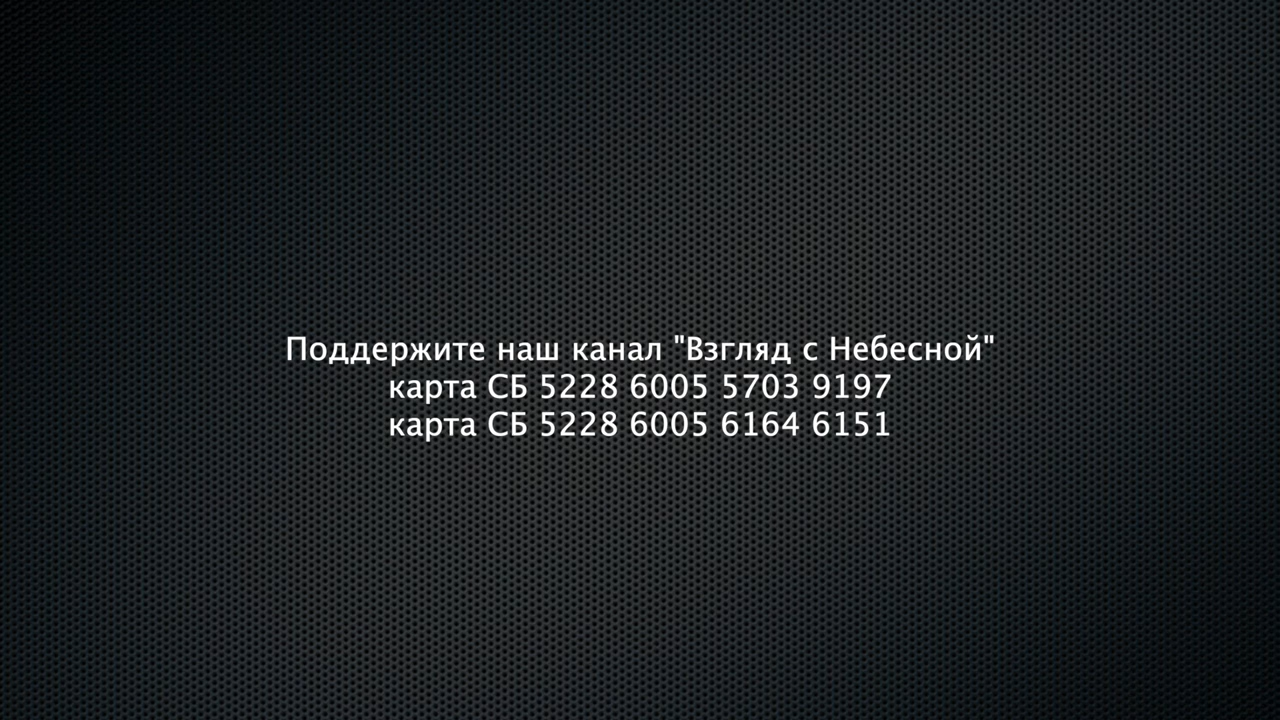 Поддержите наш канал "Взгляд с Небесной"
карта СБ 5228 6005 5703 9197
карта СБ 5228 6005 6164 6151